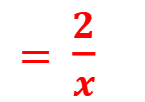 = 2/x